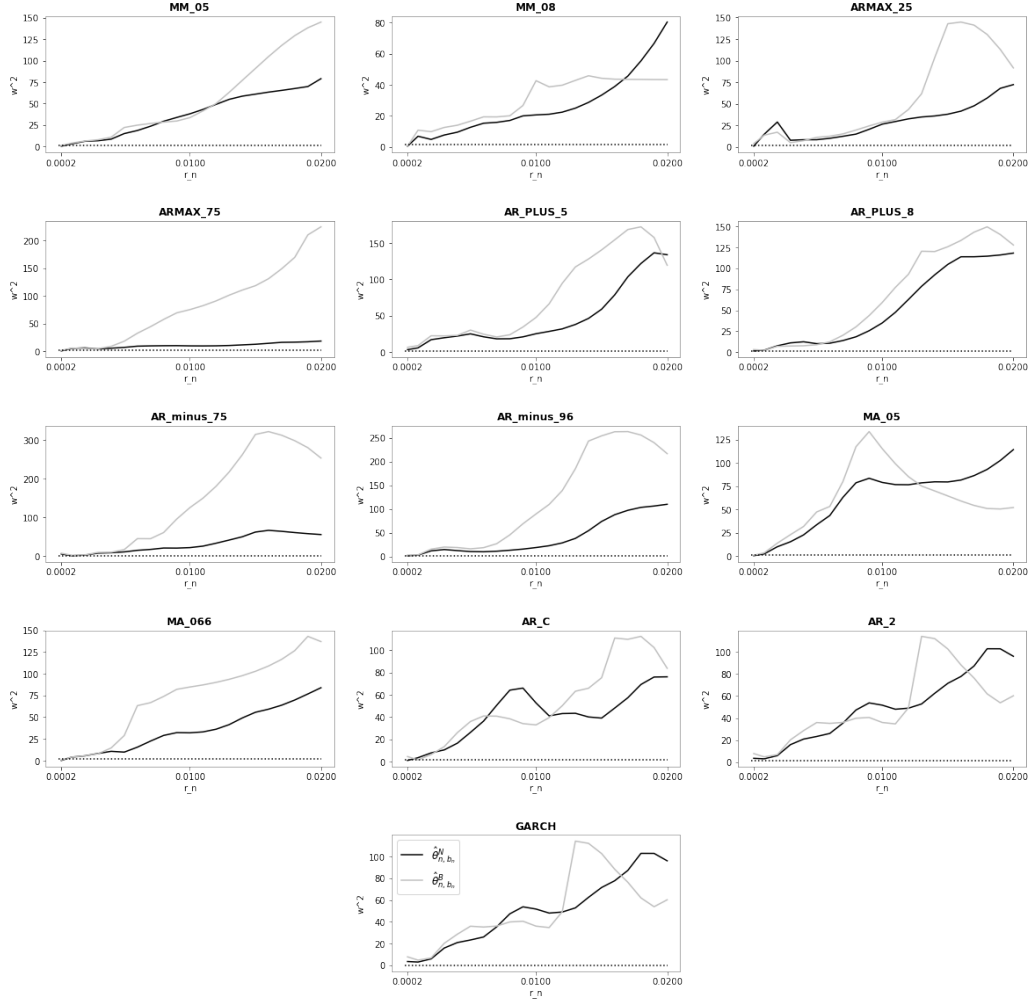 MM_05
150
125
100
75
50
25
0
w^2
0.0002
0.0100
0.0200
r_n
MM_08
80
60
40
20
0
w^2
0.0002
0.0100
0.0200
r_n
ARMAX_25
150
125
100
75
50
25
0
w^2
0.0002
0.0100
0.0200
r_n
ARMAX_75
200
150
100
50
0
w^2
0.0002
0.0100
0.0200
r_n
AR_PLUS_5
150
100
50
0
w^2
0.0002
0.0100
0.0200
r_n
AR_PLUS_8
150
125
100
75
50
25
0
w^2
0.0002
0.0100
0.0200
r_n
AR_minus_75
300
200
100
0
w^2
0.0002
0.0100
0.0200
r_n
AR_minus_96
250
200
150
100
50
0
w^2
0.0002
0.0100
0.0200
r_n
MA_05
125
100
75
50
25
0
w^2
0.0002
0.0100
0.0200
r_n
MA_066
150
125
100
75
50
25
0
w^2
0.0002
0.0100
0.0200
r_n
AR_C
100
80
60
40
20
0
w^2
0.0002
0.0100
0.0200
r_n
AR_2
100
80
60
40
20
0
w^2
0.0002
0.0100
0.0200
r_n
GARCH
100
80
60
40
20
0
w^2
0.0002
0.0100
0.0200
r_n
θ̂^N_{n, b_n}
θ̂^B_{n, b_n}